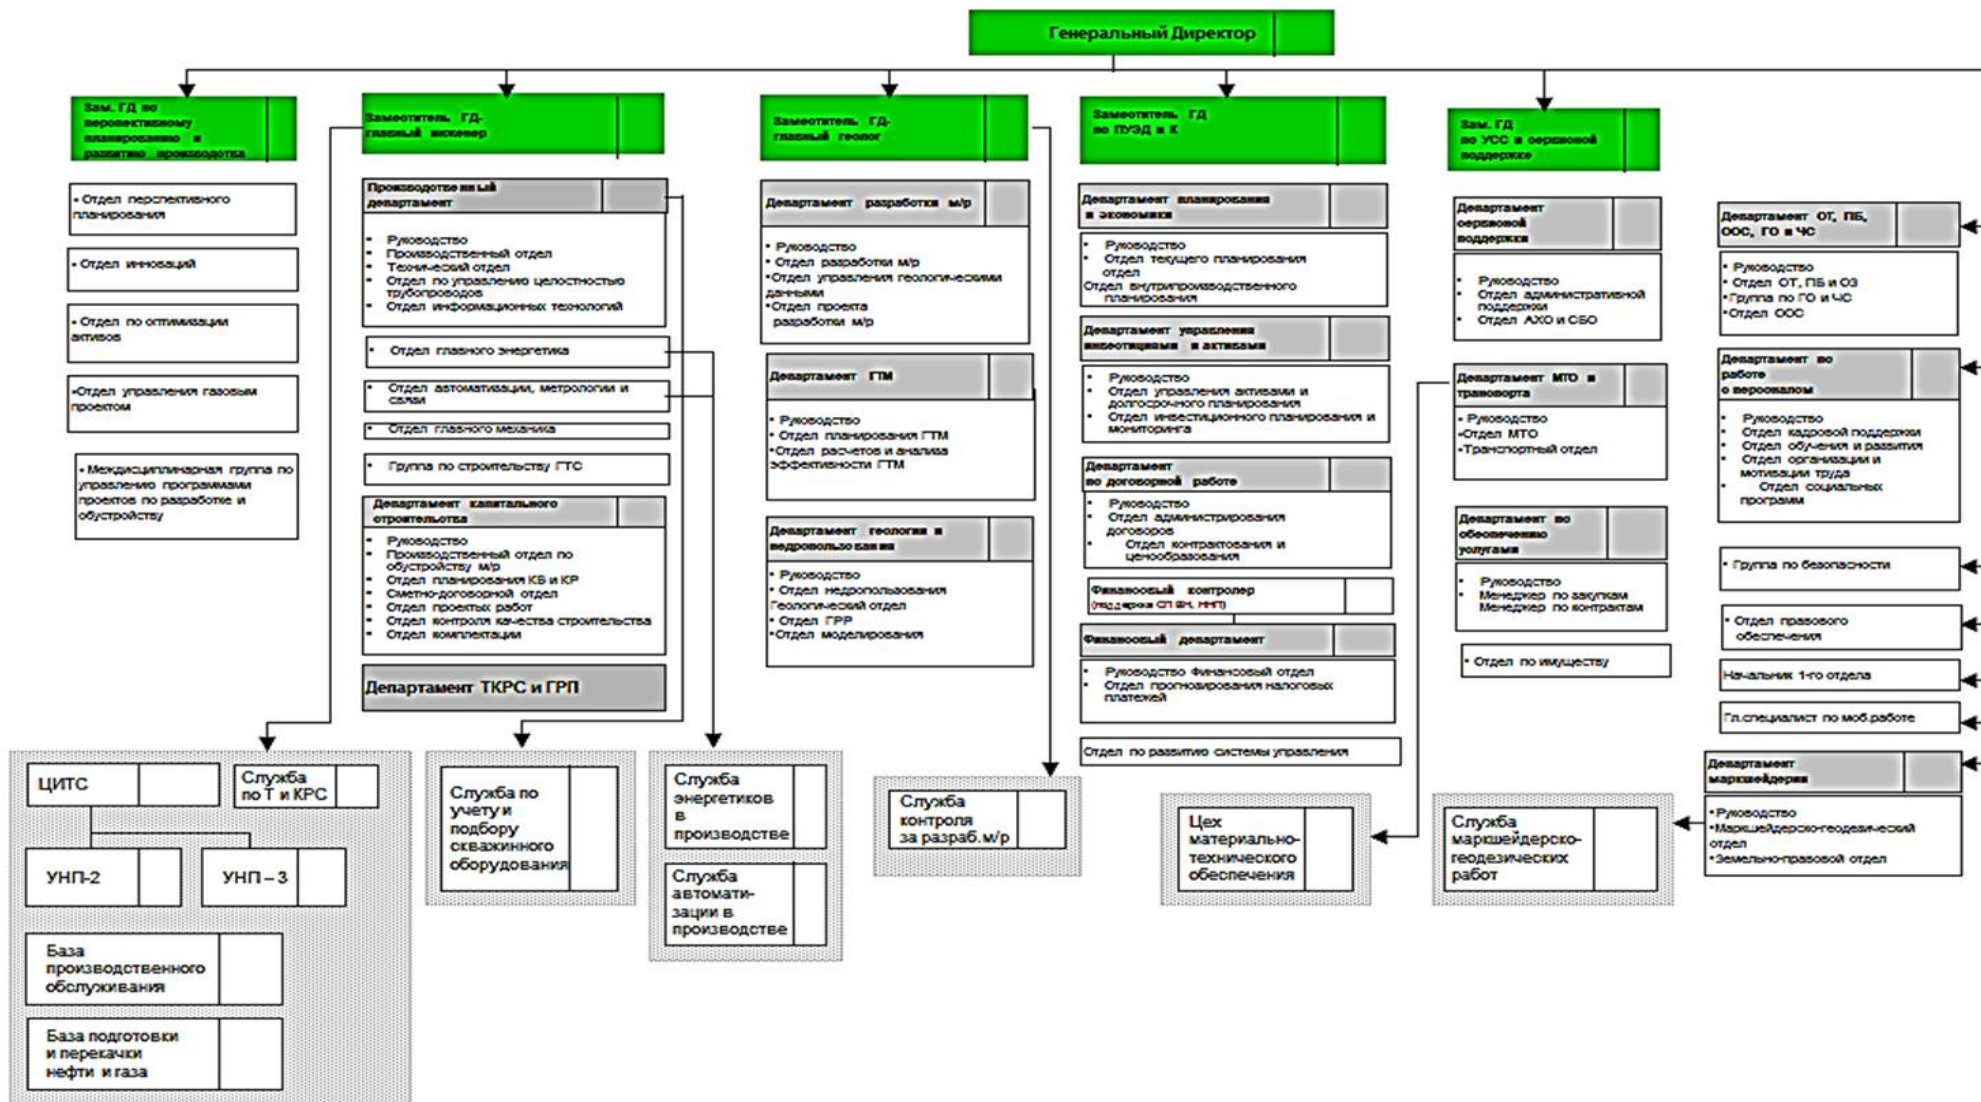 Генеральный Директор
Зам. ГД по
перспективному
планированию и
развитию производства
• Отдел перспективного
планирования
• Отдел инноваций
• Отдел по оптимизации
активов
•Отдел управления газовым
проектом
• Междисциплинарная группа по
управлению программами
проектов по разработке и
обустройству
Заместитель ГД-
главный инженер
Производственный
департамент
• Руководство
• Производственный отдел
• Технический отдел
• Отдел по управлению целостностью
трубопроводов
• Отдел информационных технологий
• Отдел главного энергетика
• Отдел автоматизации, метрологии и
связи
• Отдел главного механика
• Группа по строительству ГТС
Департамент капитального
строительства
• Руководство
• Производственный отдел по
обустройству м/р
• Отдел планирования КВ и КР
• Сметно-договорной отдел
• Отдел проектых работ
• Отдел контроля качества строительства
• Отдел комплектации
Департамент ТКРС и ГРП
Заместитель ГД-
главный геолог
Департамент разработки м/р
• Руководство
• Отдел разработки м/р
•Отдел управления геологическими
данными
•Отдел проекта
разработки м/р
Департамент ГТМ
• Руководство
• Отдел планирования ГТМ
•Отдел расчетов и анализа
эффективности ГТМ
Департамент геологии и
недропользования
• Руководство
• Отдел недропользования
Геологический отдел
• Отдел ГРР
•Отдел моделирования
Заместитель ГД
по ПУЭД и К
Департамент планирования
и экономики
• Руководство
• Отдел текущего планирования
отдел
Отдел внутрипроизводственного
планирования
Департамент управления
инвестициями и активами
• Руководство
• Отдел управления активами и
долгосрочного планирования
• Отдел инвестиционного планирования и
мониторинга
Департамент
по договорной работе
• Руководство
• Отдел администрирования
договоров
• Отдел контрактования и
ценообразования
Финансовый контролер
(поддержка СП ВН, ННП)
Финансовый департамент
• Руководство Финансовый отдел
• Отдел прогнозирования налоговых
платежей
Отдел по развитию системы управления
Зам. ГД
по УСС и сервисной
поддержке
Департамент
сервисной
поддержки
• Руководство
• Отдел административной
поддержки
• Отдел АХО и СБО
Департамент МТО и
транспорта
• Руководство
•Отдел МТО
•Транспортный отдел
Департамент по
обеспечению
услугами
• Руководство
• Менеджер по закупкам
Менеджер по контрактам
• Отдел по имуществу
Департамент ОТ, ПБ,
ООС, ГО и ЧС
• Руководство
• Отдел ОТ, ПБ и ОЗ
•Группа по ГО и ЧС
•Отдел ООС
Департамент по
работе
с персоналом
• Руководство
• Отдел кадровой поддержки
• Отдел обучения и развития
• Отдел организации и
мотивации труда
• Отдел социальных
программ
• Группа по безопасности
• Отдел правового
обеспечения
Начальник 1-го отдела
Гл.специалист по моб.работе
Департамент
маркшейдерии
•Руководство
•Маркшейдерско-геодезический
отдел
•Земельно-правовой отдел
ЦИТС
Служба
по Т и КРС
УНП-2
УНП – 3
База
производственного
обслуживания
База подготовки
и перекачки
нефти и газа
Служба по
учету и
подбору
скважинного
оборудования
Служба
энергетиков
в
производстве
Служба
автомати-
зации в
производстве
Служба
контроля
за разраб.м/р
Цех
материально-
технического
обеспечения
Служба
маркшейдерско-
геодезических
работ